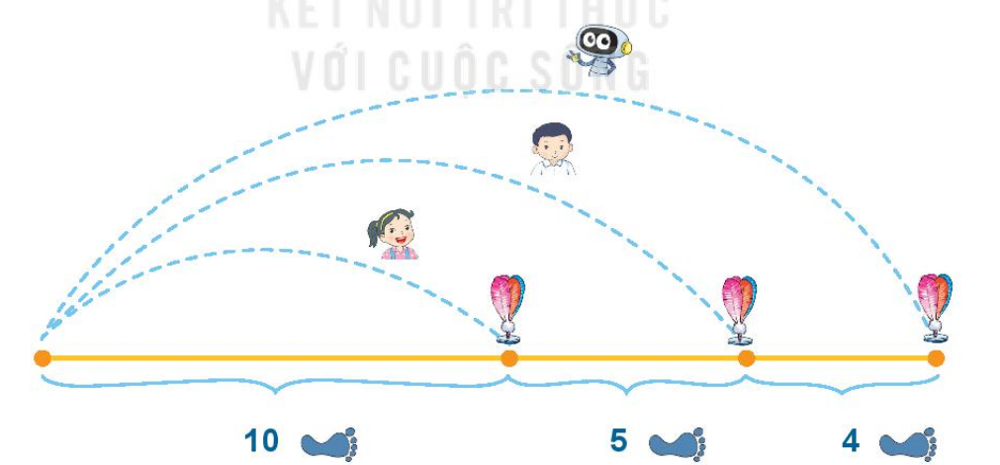 KẾT NỐI TRI THỨC
VỚI CUỘC SỐNG
10 5 4